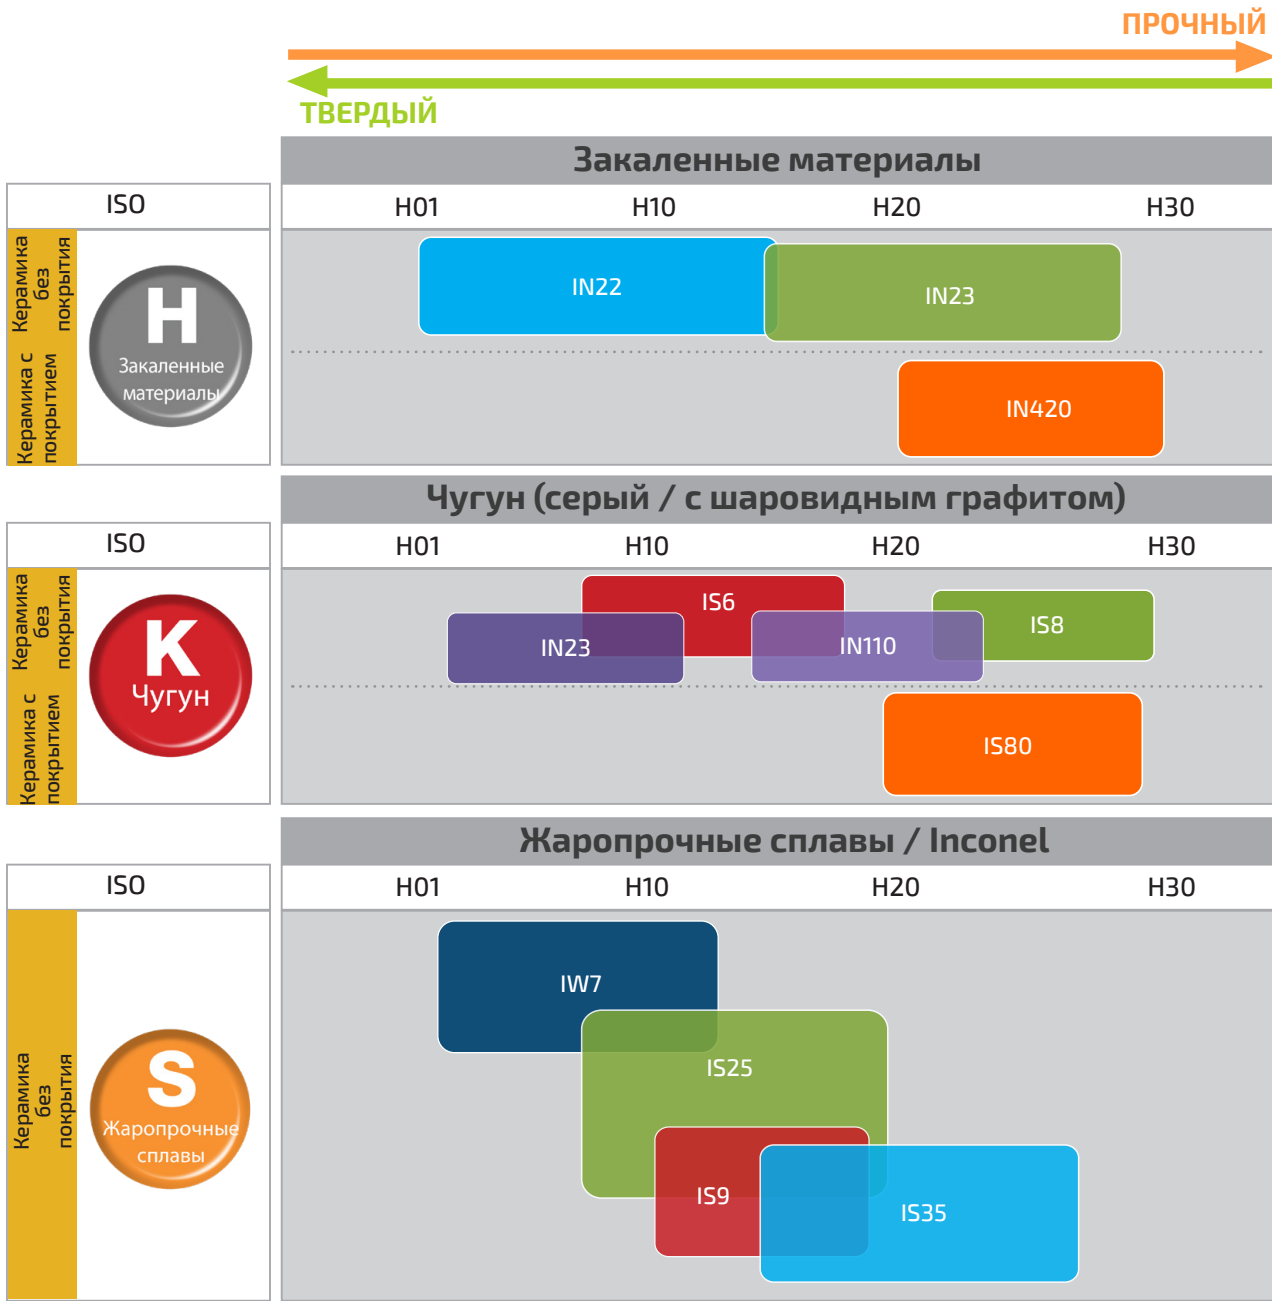 ПРОЧНЫЙ
ТВЕРДЫЙ
Закаленные материалы
ISO
H01
H10
H20
H30
Керамика
без
покрытия
Керамика с
покрытием
H
Закаленные
материалы
IN22
IN23
IN420
Чугун (серый / с шаровидным графитом)
ISO
H01
H10
H20
H30
Керамика
без
покрытия
Керамика с
покрытием
K
Чугун
IS6
IN23
IN110
IS8
IS80
Жаропрочные сплавы / Inconel
ISO
H01
H10
H20
H30
Керамика
без
покрытия
S
Жаропрочные
сплавы
IW7
IS25
IS9
IS35